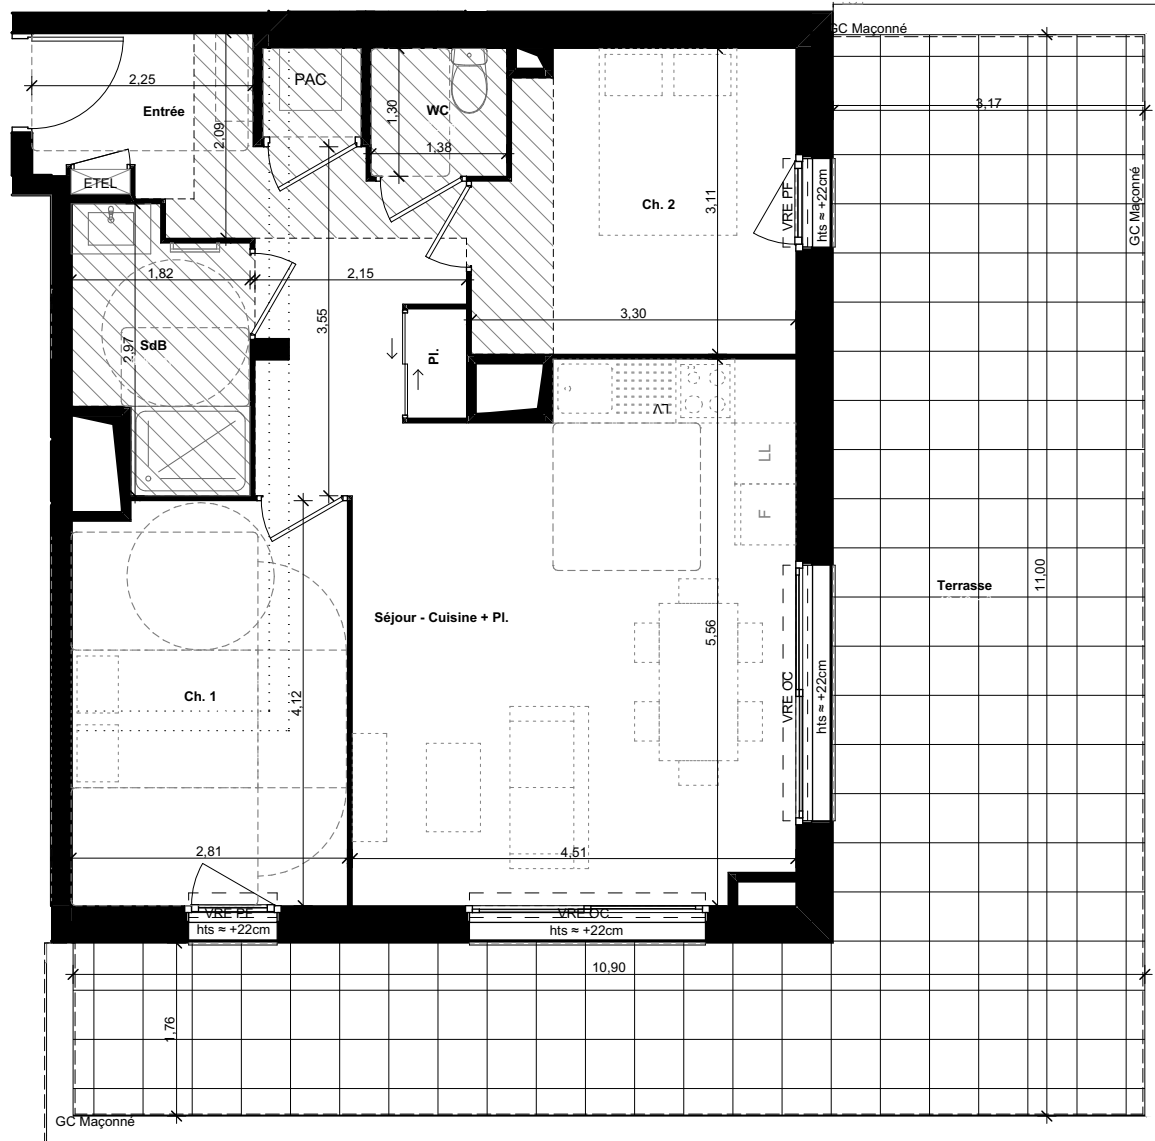 GC Maçonné
PAC
2,25
Entrée
WC
1,30
1,38
2,09
3,17
ETEL
Ch. 2
3,11
VRE PF
hts ≈ +22cm
GC Maçonné
1,82
2,15
3,30
3,55
2,97
SdB
Pl.
LV
LL
F
Terrasse
11,00
Séjour - Cuisine + Pl.
5,56
Ch. 1
4,12
VRE OC
hts ≈ +22cm
2,81
4,51
VRE PF
hts ≈ +22cm
VRE OC
hts ≈ +22cm
10,90
1,76
GC Maçonné